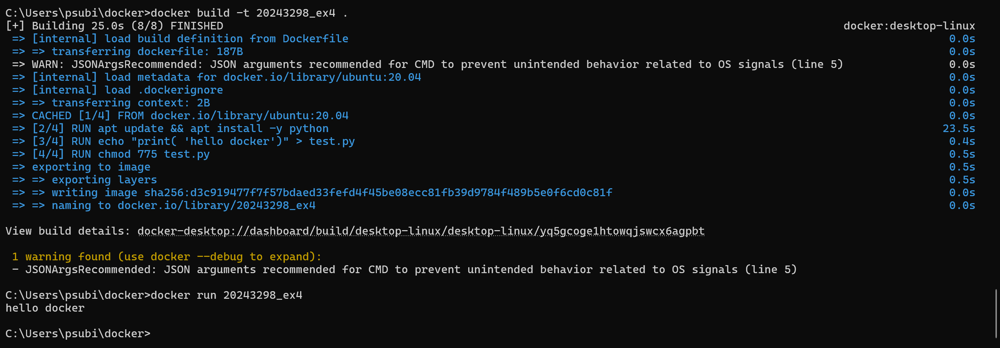 C:\Users\psubi\docker>docker build -t 20243298_ex4 .
[+] Building 25.0s (8/8) FINISHED docker:desktop-linux
=> [internal] load build definition from Dockerfile 0.0s
=> => transferring dockerfile: 187B 0.0s
=> WARN: JSONArgsRecommended: JSON arguments recommended for CMD to prevent unintended behavior related to OS signals (line 5) 0.0s
=> [internal] load metadata for docker.io/library/ubuntu:20.04 0.0s
=> [internal] load .dockerignore 0.0s
=> => transferring context: 2B 0.0s
=> CACHED [1/4] FROM docker.io/library/ubuntu:20.04 0.0s
=> [2/4] RUN apt update && apt install -y python 23.5s
=> [3/4] RUN echo "print( 'hello docker')" > test.py 0.4s
=> [4/4] RUN chmod 775 test.py 0.5s
=> exporting to image 0.5s
=> => exporting layers 0.5s
=> => writing image sha256:d3c919477f7f57bdaed33fefd4f45be08ecc81fb39d9784f489b5e0f6cd0c81f 0.0s
=> => naming to docker.io/library/20243298_ex4 0.0s
View build details: docker-desktop://dashboard/build/desktop-linux/desktop-linux/yq5gcoge1htowqjswcx6agpbt
1 warning found (use docker --debug to expand):
- JSONArgsRecommended: JSON arguments recommended for CMD to prevent unintended behavior related to OS signals (line 5)
C:\Users\psubi\docker>docker run 20243298_ex4
hello docker
C:\Users\psubi\docker>